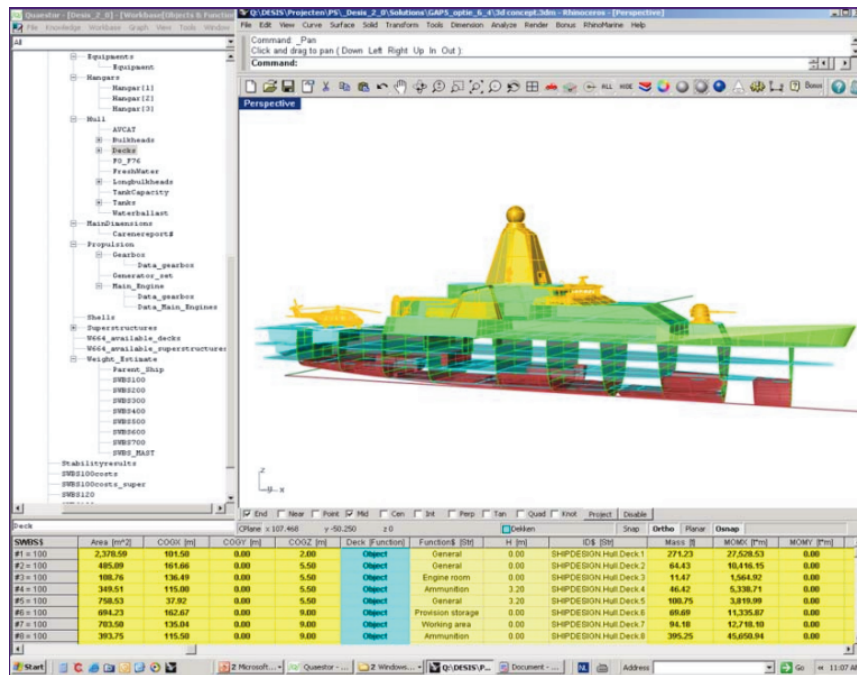 Quaestor - [Desis_2_0] - [Workbase[Objects & Function
File Knowledge Workbase Graph View Tools Window
All
Equipments
Equipment
Hangars
Hangar[1]
Hangar[2]
Hangar[3]
Hull
AVCAT
Bulkheads
Decks
FO_F76
FreshWater
Longbulkheads
TankCapacity
Tanks
Waterballast
MainDimensions
Carenereport#
Propulsion
Gearbox
Data_gearbox
Generator_set
Main_Engine
Data_gearbox
Data_Main_Engines
Shells
Superstructures
W664_available_decks
W664_available_superstructures
Weight_Estimate
Parent_Ship
SWBS100
SWBS200
SWBS300
SWBS400
SWBS500
SWBS600
SWBS700
SWBS_MAST
Stabilityresults
SWBS100costs
SWBS100costs_super
SWBS120
Deck
Q:\DESIS\Projecten\PS\_Desis_2_0\Solutions\GAPS_optie_6_4\3d concept.3dm - Rhinoceros - [Perspective]
File Edit View Curve Surface Solid Transform Tools Dimension Analyze Render Bonus RhinoMarine Help
Command: _Pan
Click and drag to pan ( Down Left Right Up In Out ):
Command:
Perspective
z
x
End Near Point Mid Cen Int Perp Tan Quad Knot Project Disable
CPlane x 107.468 y -50.250 z 0 Dekken Snap Ortho Planar Osnap
SWBS$ Area [m^2] COGX [m] COGY [m] COGZ [m] Deck [Function] Function$ [Str] H [m] ID$ [Str] Mass [t] MOMX [t*m] MOMY [t*m]
#1 = 100 2,378.59 101.50 0.00 2.00 Object General 0.00 SHIPDESIGN.Hull.Deck.1 271.23 27,528.53 0.00
#2 = 100 485.09 161.66 0.00 5.50 Object General 0.00 SHIPDESIGN.Hull.Deck.2 64.43 10,416.15 0.00
#3 = 100 108.76 136.49 0.00 5.50 Object Engine room 0.00 SHIPDESIGN.Hull.Deck.3 11.47 1,564.92 0.00
#4 = 100 349.51 115.00 0.00 5.50 Object Ammunition 3.20 SHIPDESIGN.Hull.Deck.4 46.42 5,338.71 0.00
#5 = 100 758.53 37.92 0.00 5.50 Object General 3.20 SHIPDESIGN.Hull.Deck.5 100.75 3,819.99 0.00
#6 = 100 694.23 162.67 0.00 9.00 Object Provision storage 0.00 SHIPDESIGN.Hull.Deck.6 69.69 11,335.87 0.00
#7 = 100 703.50 135.04 0.00 9.00 Object Working area 0.00 SHIPDESIGN.Hull.Deck.7 94.18 12,718.10 0.00
#8 = 100 393.75 115.50 0.00 9.00 Object Ammunition 0.00 SHIPDESIGN.Hull.Deck.8 395.25 45,650.94 0.00
Start 2 Microsoft... Quaestor - ... 2 Windows... Q:\DESIS\P... Document - ... NL Address Go 11:07 AM